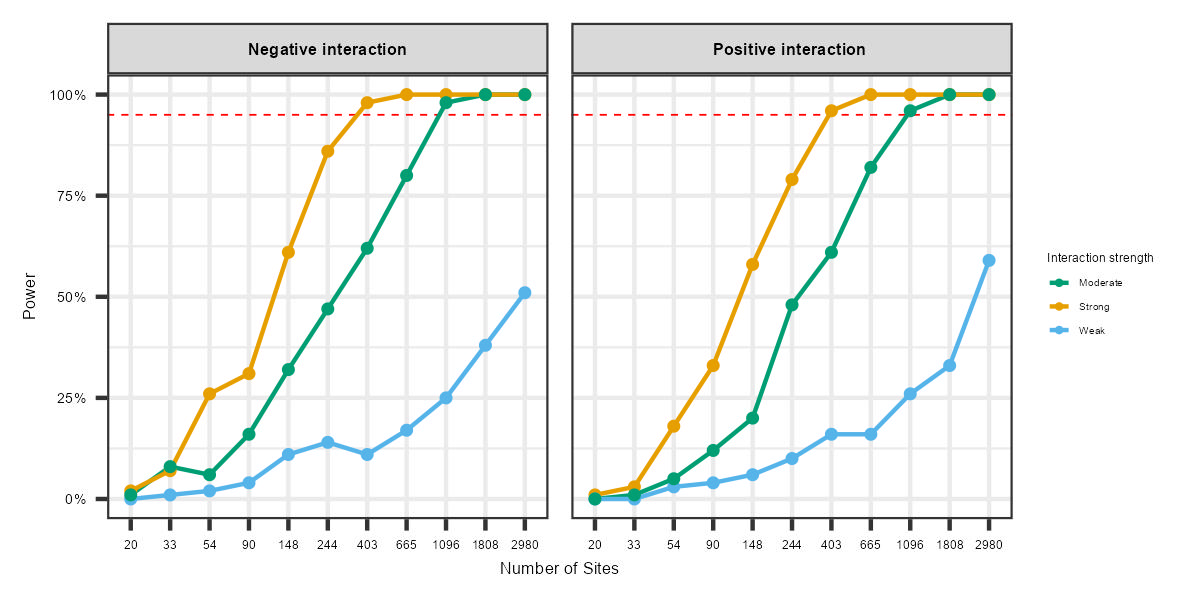 Negative interaction
Positive interaction
100%
75%
50%
25%
0%
Power
20 33 54 90 148 244 403 665 1096 1808 2980
20 33 54 90 148 244 403 665 1096 1808 2980
Number of Sites
Interaction strength
Moderate
Strong
Weak